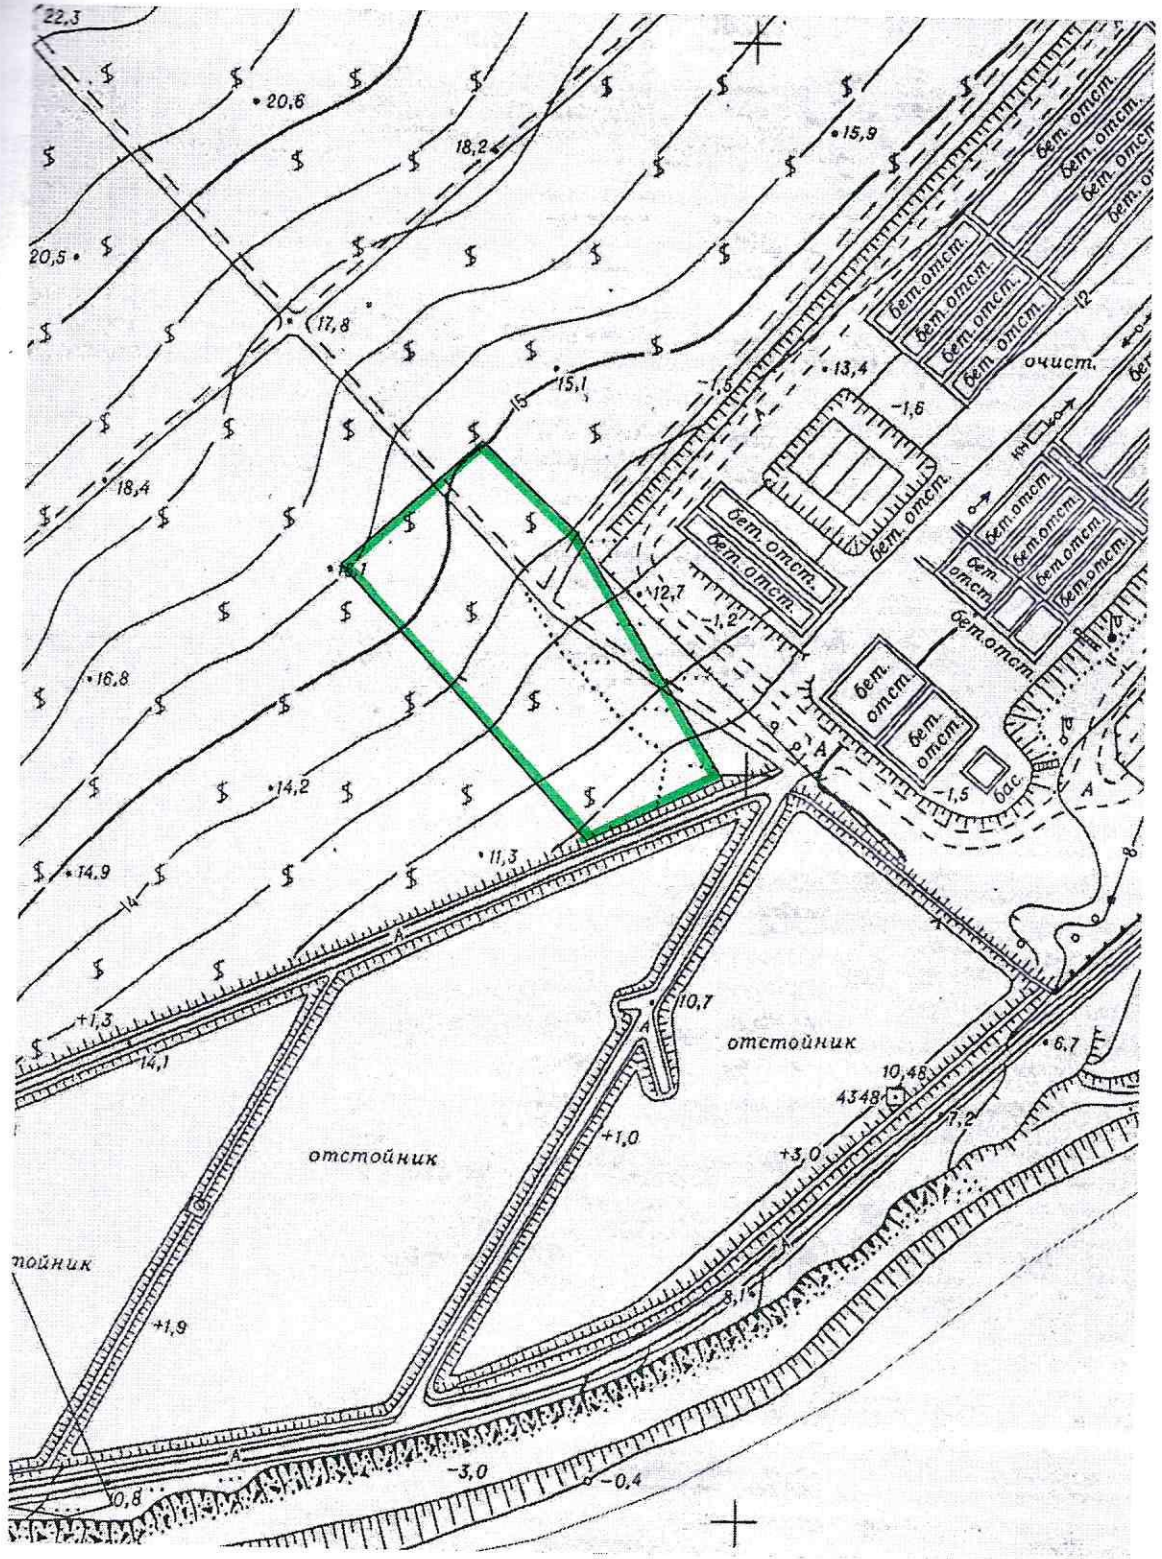 22,3
20,6
18,2
15,9
бет. отст.
бет. отст.
бет. отст.
20,5
бет. отст.
бет. отст.
бет. отст.
бет. отст.
12
17,8
15,1
15
-1,5
А
13,4
-1,6
очист.
кн
18,4
бет. отст.
бет. отст.
бет. отст.
бет. отст.
бет. отст.
бет. отст.
бет. отст.
бет. отст.
бет.отст.
12,7
-1,2
16,8
бет. отст.
бет. отст.
А
-1,5
бас.
А
14,2
11,3
14,9
14
8
А
А
+1,3
14,1
10,7
А
отстойник
6,7
10,48
4348
7,2
+1,0
+3,0
отстойник
тойник
А
8,1
+1,9
А
-3,0
-0,4
0,8